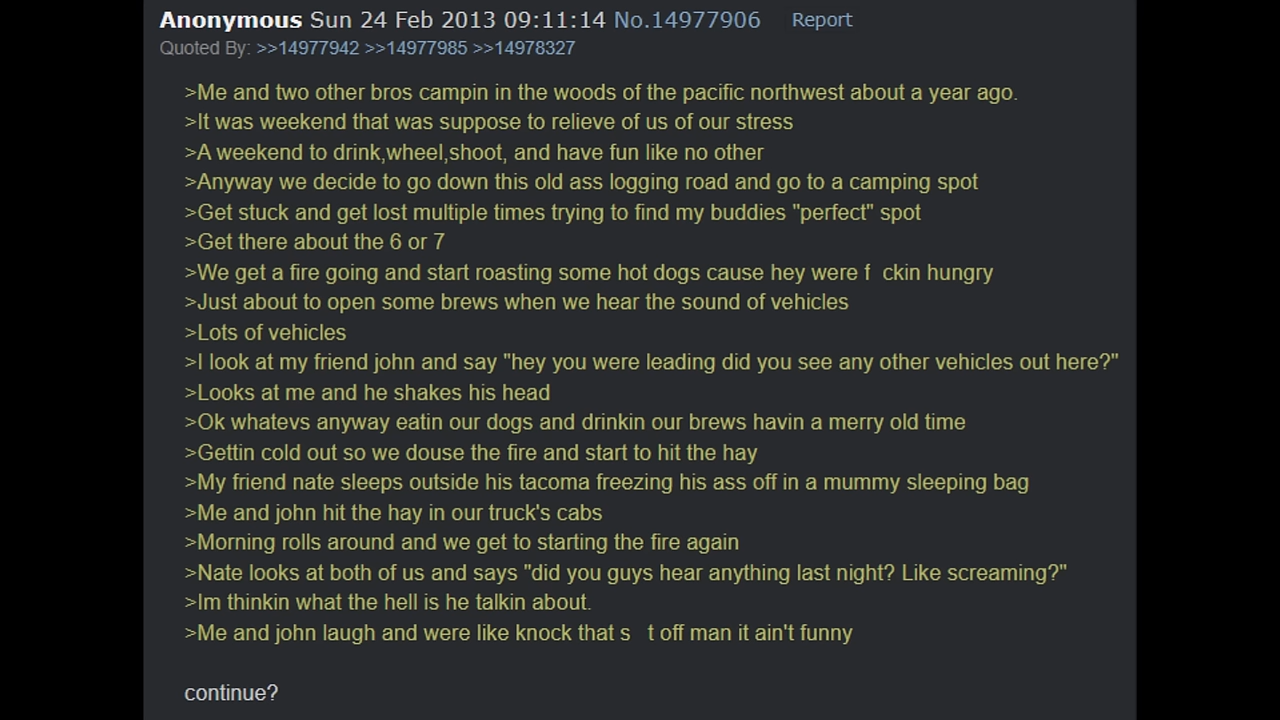 Anonymous Sun 24 Feb 2013 09:11:14 No.14977906 Report
Quoted By: >>14977942 >>14977985 >>14978327
>Me and two other bros campin in the woods of the pacific northwest about a year ago.
>It was weekend that was suppose to relieve of us of our stress
>A weekend to drink,wheel,shoot, and have fun like no other
>Anyway we decide to go down this old ass logging road and go to a camping spot
>Get stuck and get lost multiple times trying to find my buddies "perfect" spot
>Get there about the 6 or 7
>We get a fire going and start roasting some hot dogs cause hey were f ckin hungry
>Just about to open some brews when we hear the sound of vehicles
>Lots of vehicles
>I look at my friend john and say "hey you were leading did you see any other vehicles out here?"
>Looks at me and he shakes his head
>Ok whatevs anyway eatin our dogs and drinkin our brews havin a merry old time
>Gettin cold out so we douse the fire and start to hit the hay
>My friend nate sleeps outside his tacoma freezing his ass off in a mummy sleeping bag
>Me and john hit the hay in our truck's cabs
>Morning rolls around and we get to starting the fire again
>Nate looks at both of us and says "did you guys hear anything last night? Like screaming?"
>Im thinkin what the hell is he talkin about.
>Me and john laugh and were like knock that s t off man it ain't funny
continue?